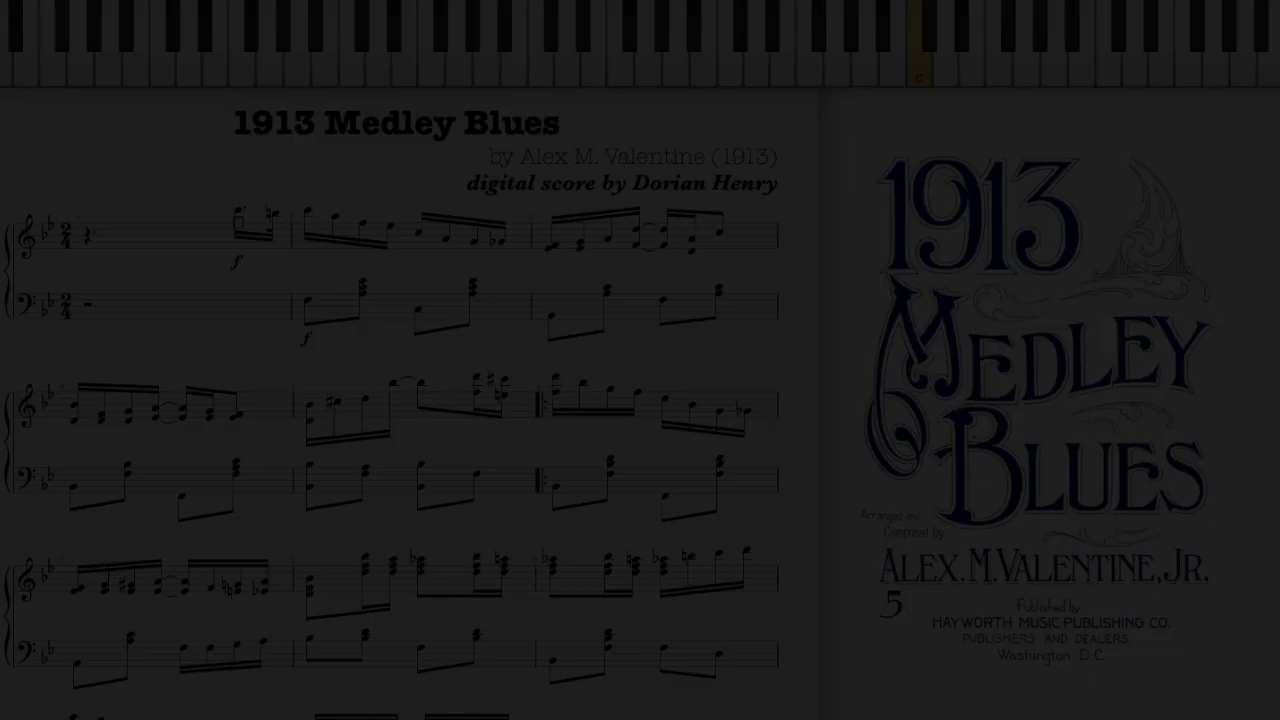 C
1913 Medley Blues
by Alex M. Valentine (1913)
digital score by Dorian Henry
f
f
1913
MEDLEY
BLUES
Arranged and
Composed by
ALEX. M. VALENTINE, JR.
5
Published by
HAYWORTH MUSIC PUBLISHING CO.
PUBLISHERS AND DEALERS
Washington D.C.